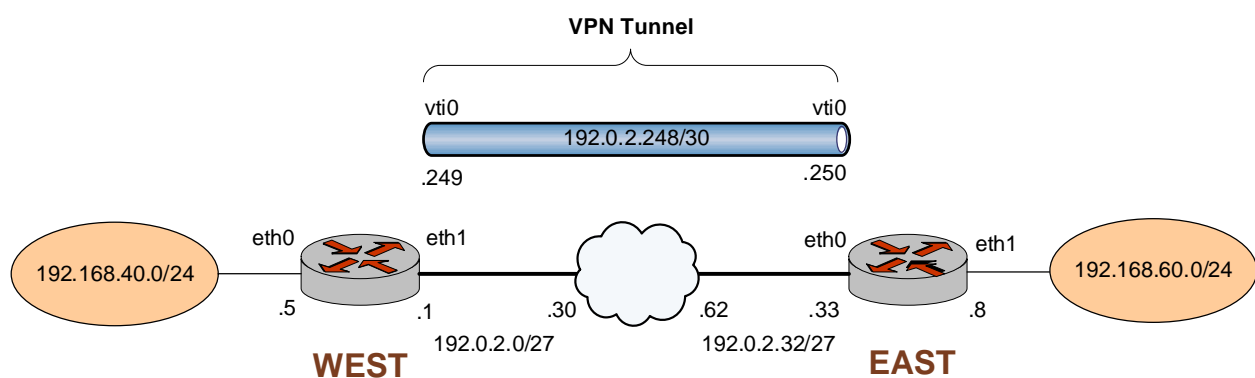 VPN Tunnel
vti0
vti0
192.0.2.248/30
.249
.250
eth0
eth1
eth0
eth1
192.168.40.0/24
192.168.60.0/24
.5
.1
.30
.62
.33
.8
192.0.2.0/27
192.0.2.32/27
WEST
EAST